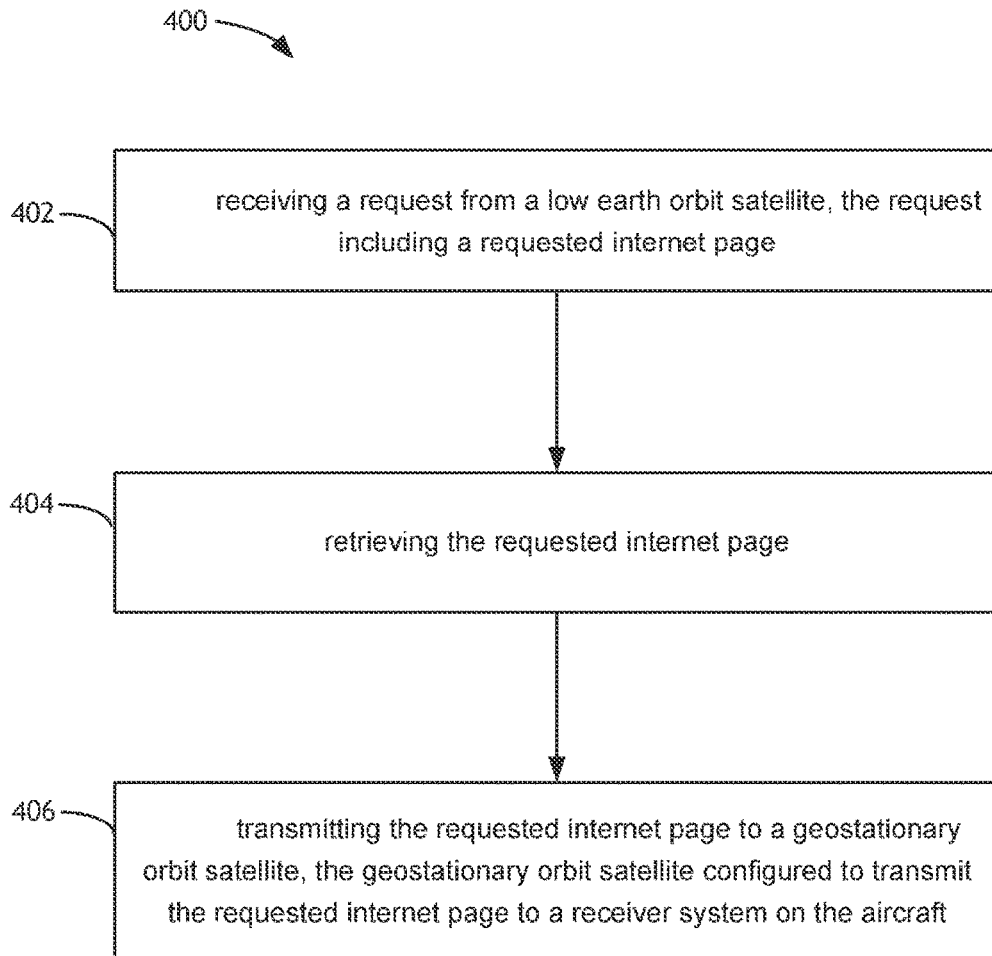 400
402
receiving a request from a low earth orbit satellite, the request
including a requested internet page
404
retrieving the requested internet page
406
transmitting the requested internet page to a geostationary
orbit satellite, the geostationary orbit satellite configured to transmit
the requested internet page to a receiver system on the aircraft